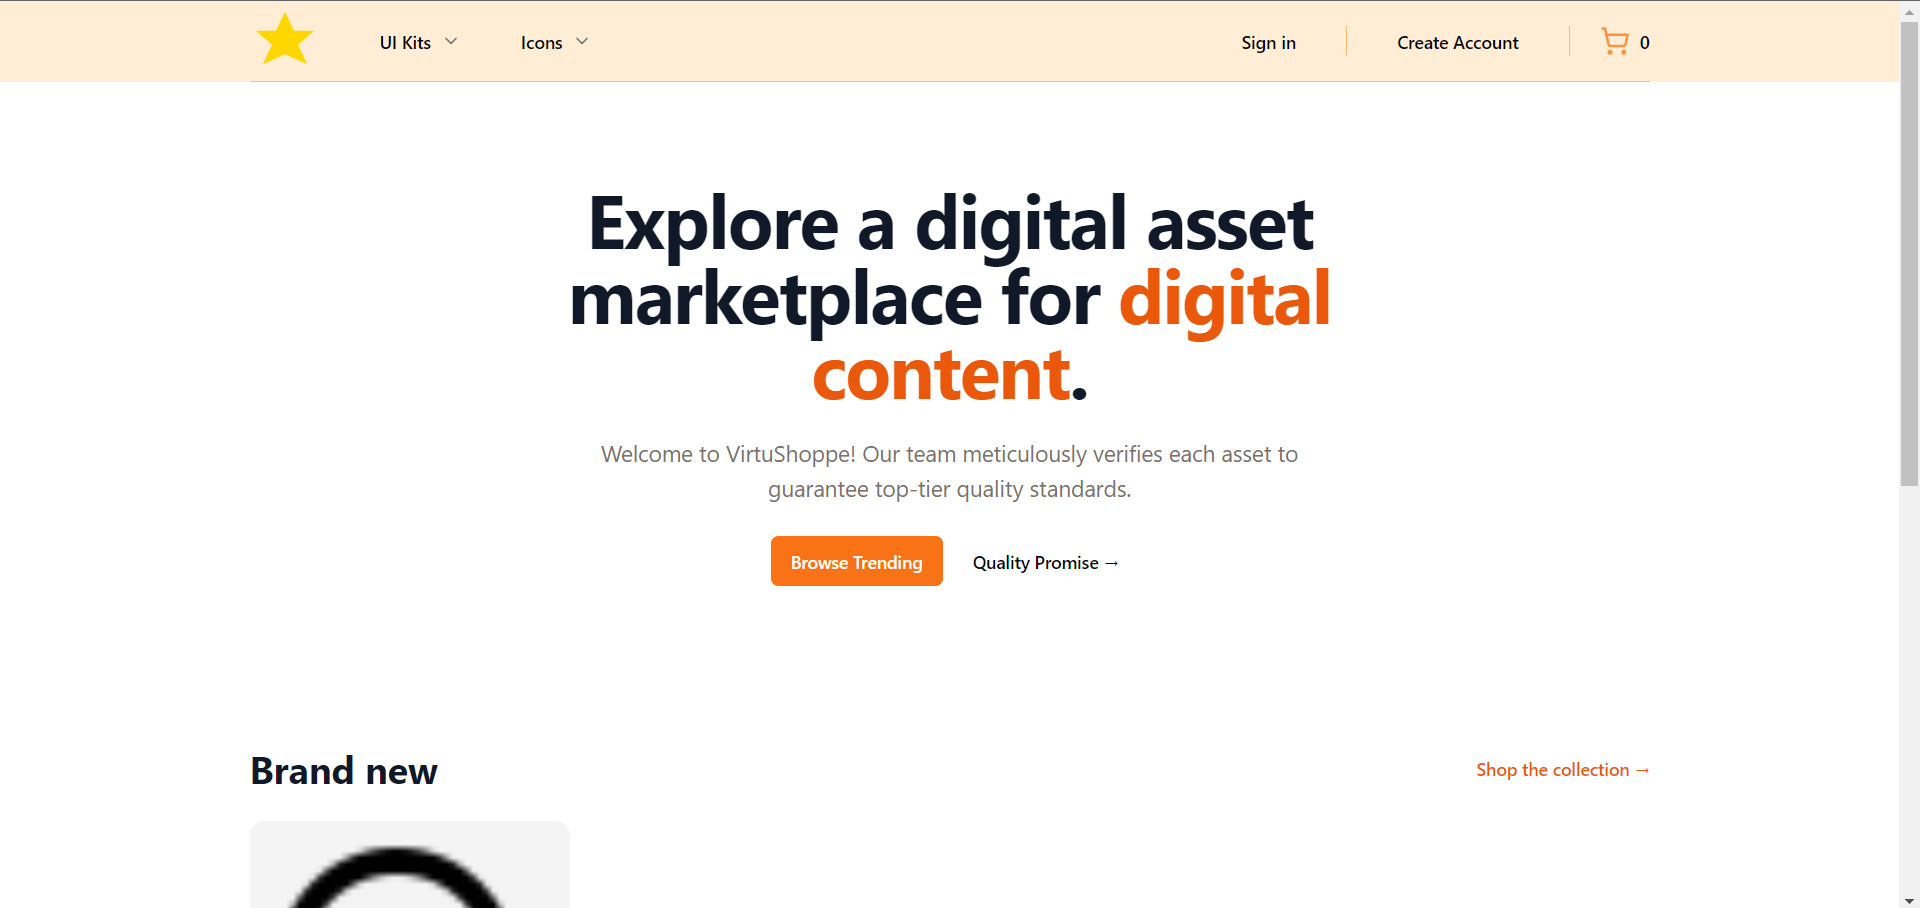 UI Kits
Icons
Sign in
Create Account
0
Explore a digital asset
marketplace for digital
content.
Welcome to VirtuShoppe! Our team meticulously verifies each asset to
guarantee top-tier quality standards.
Browse Trending
Quality Promise →
Brand new
Shop the collection →